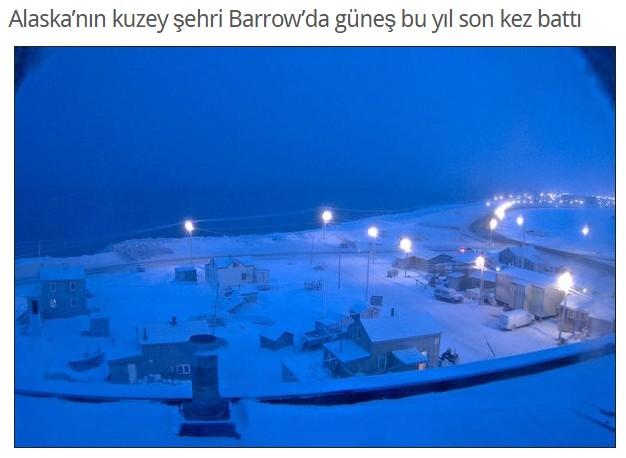 Alaska’nın kuzey şehri Barrow’da güneş bu yıl son kez battı